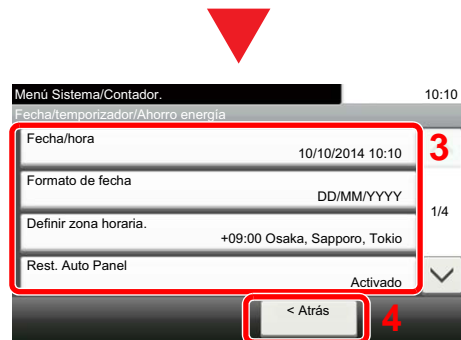 Menú Sistema/Contador. 10:10
Fecha/temporizador/Ahorro energía
Fecha/hora
10/10/2014 10:10
3
Formato de fecha
DD/MM/YYYY
1/4
Definir zona horaria.
+09:00 Osaka, Sapporo, Tokio
Rest. Auto Panel
Activado
< Atrás
4